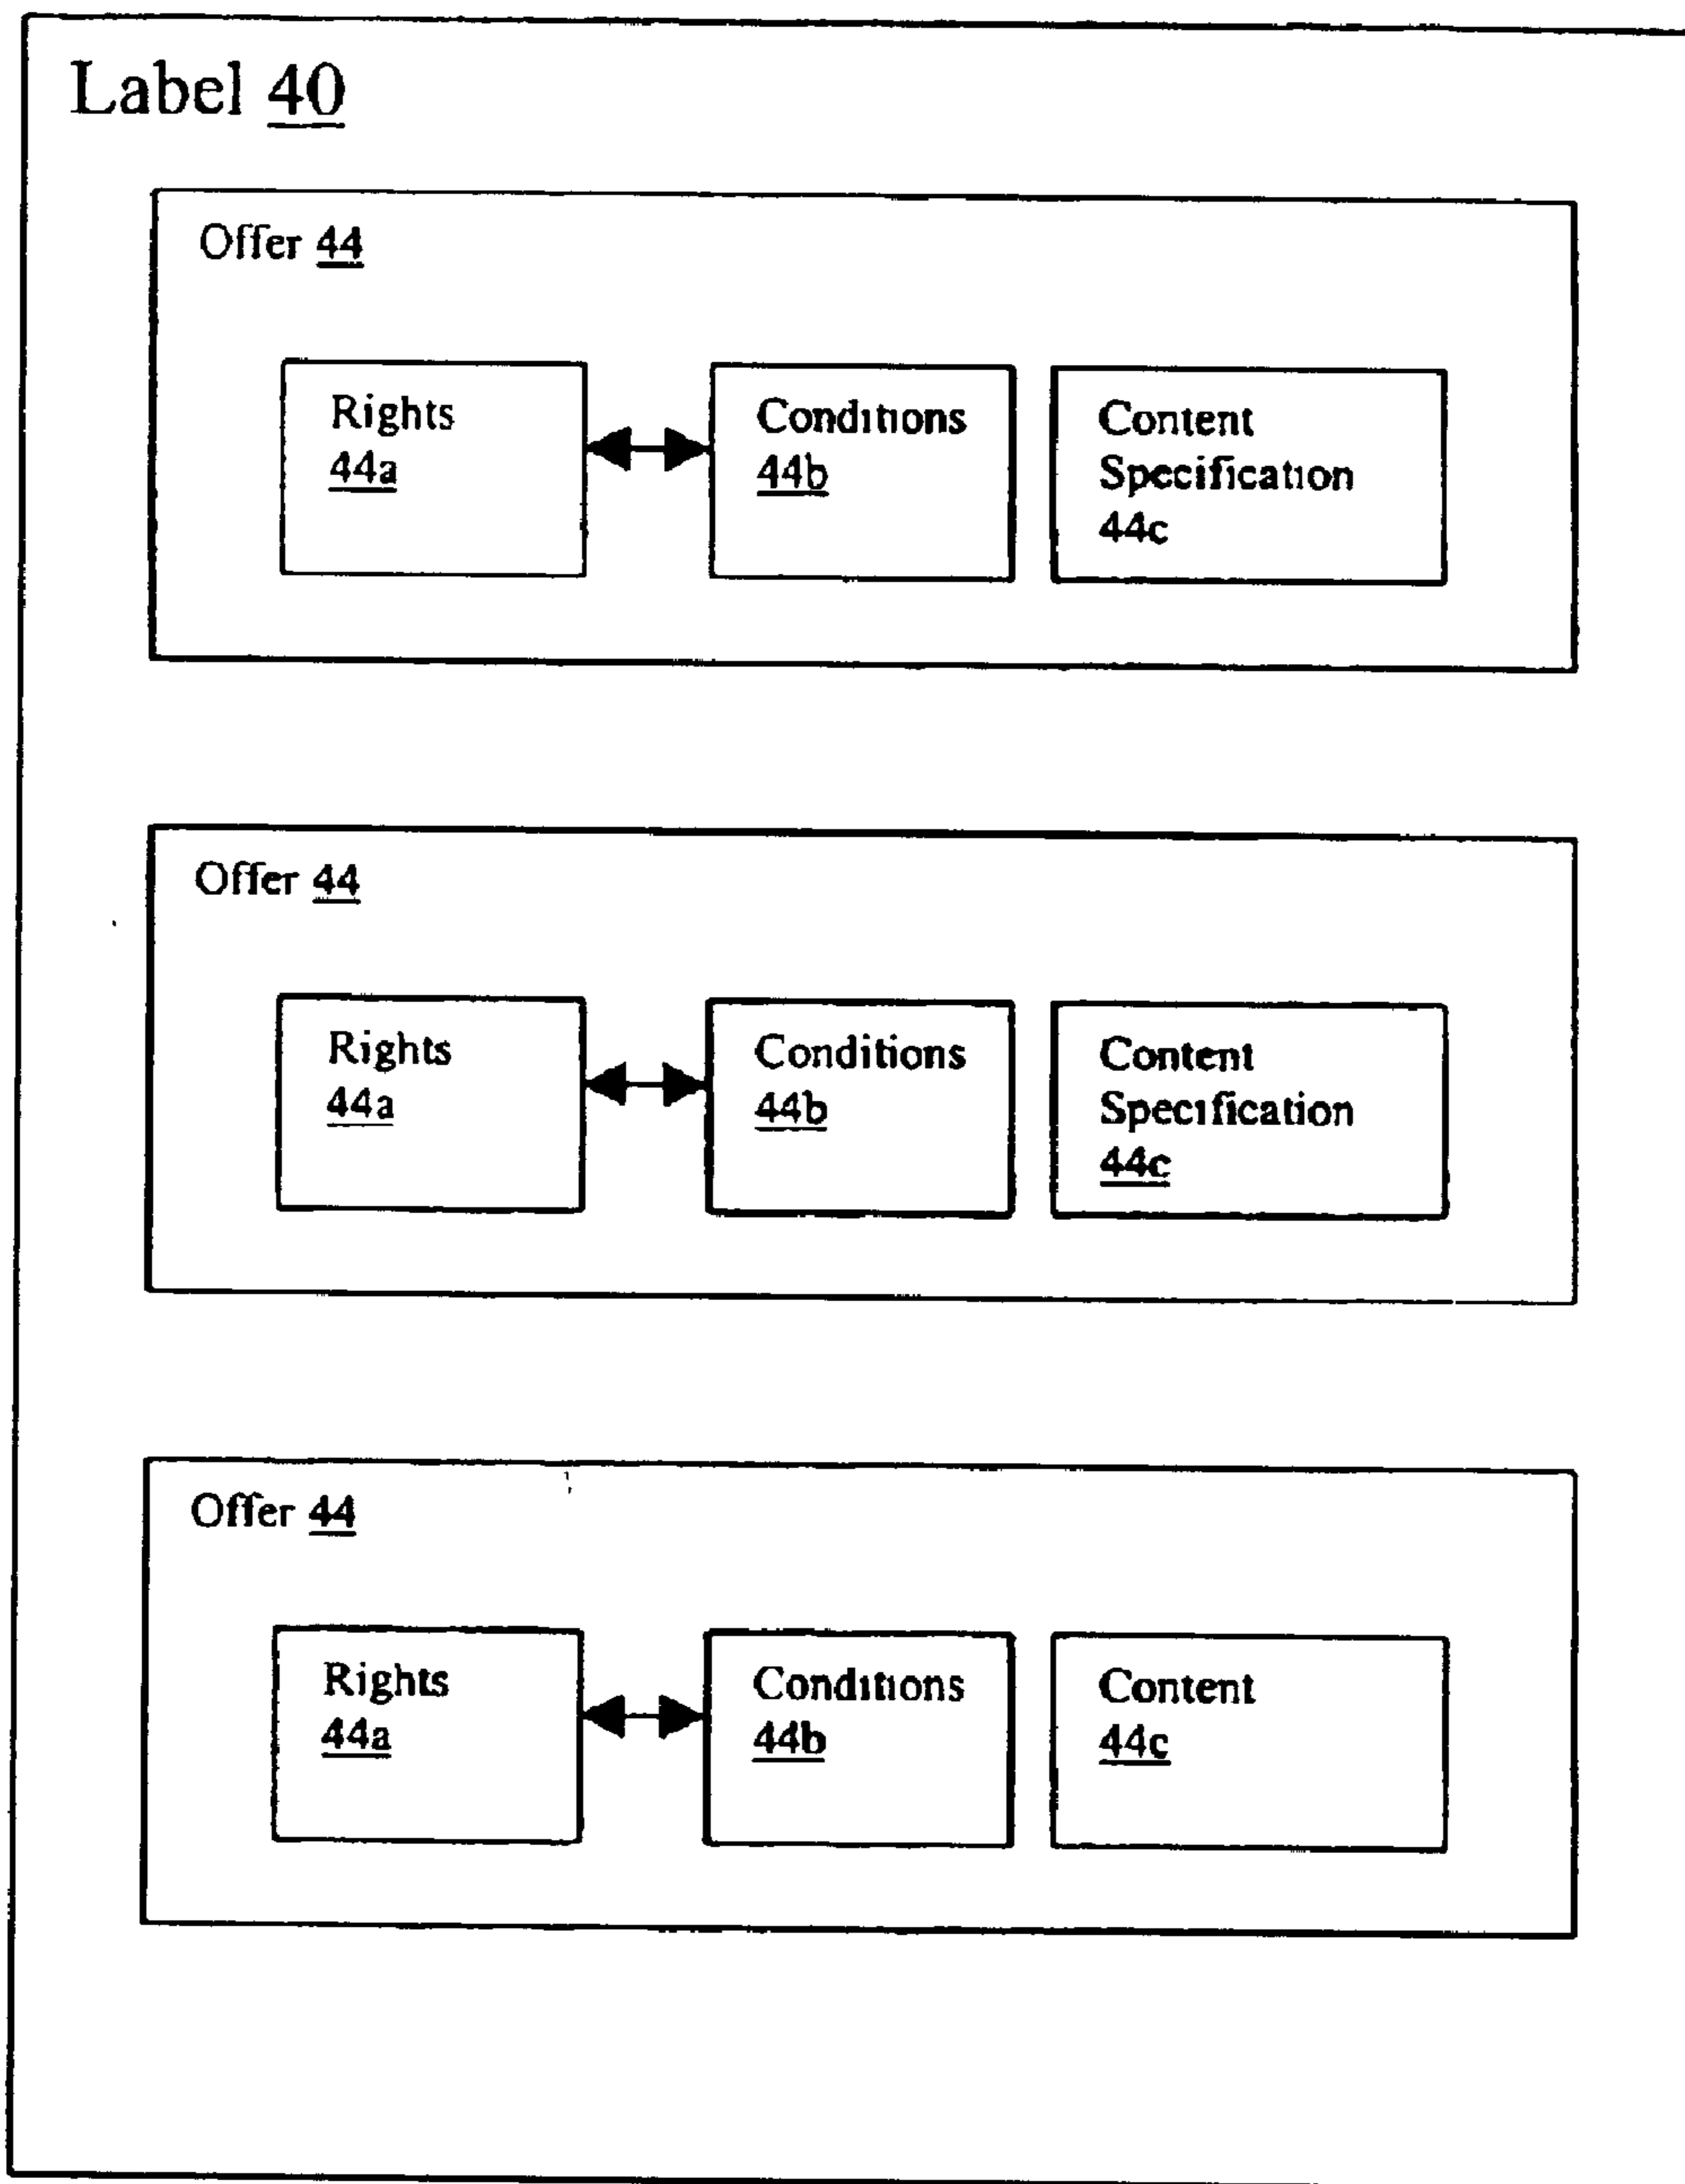 Label 40
Offer 44
Rights
44a
Conditions
44b
Content
Specification
44c
Offer 44
Rights
44a
Conditions
44b
Content
Specification
44c
Offer 44
Rights
44a
Conditions
44b
Content
44c